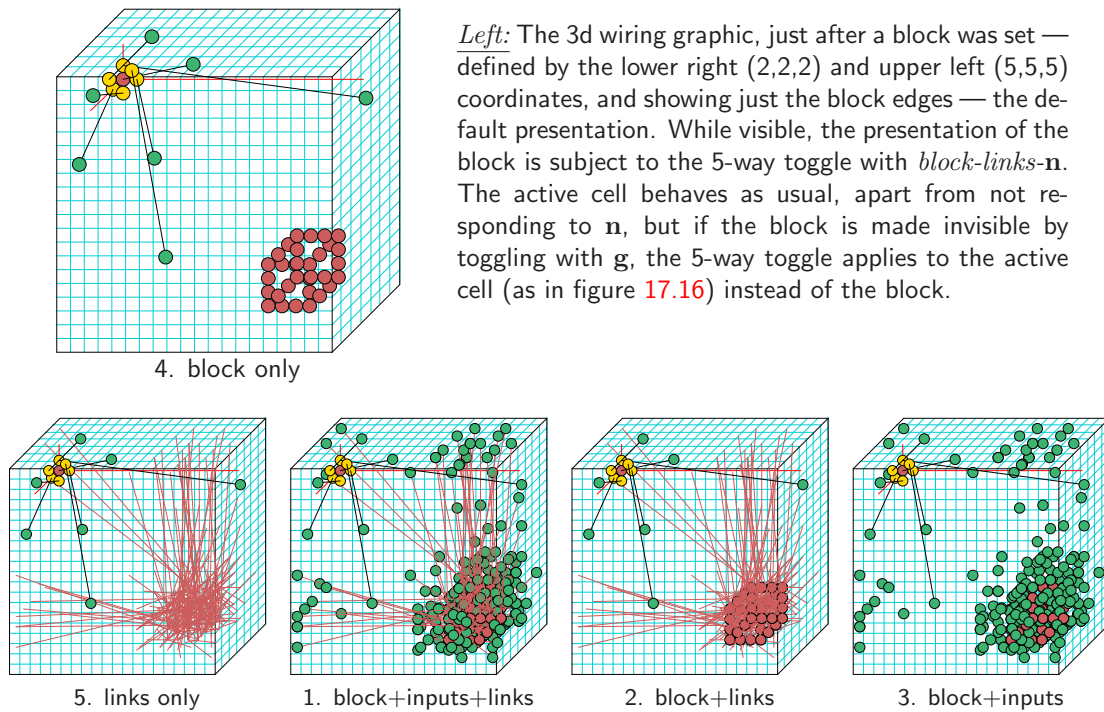 Left: The 3d wiring graphic, just after a block was set —
defined by the lower right (2,2,2) and upper left (5,5,5)
coordinates, and showing just the block edges — the de-
fault presentation. While visible, the presentation of the
block is subject to the 5-way toggle with block-links-n.
The active cell behaves as usual, apart from not re-
sponding to n, but if the block is made invisible by
toggling with g, the 5-way toggle applies to the active
cell (as in figure 17.16) instead of the block.
4. block only
5. links only
1. block+inputs+links
2. block+links
3. block+inputs